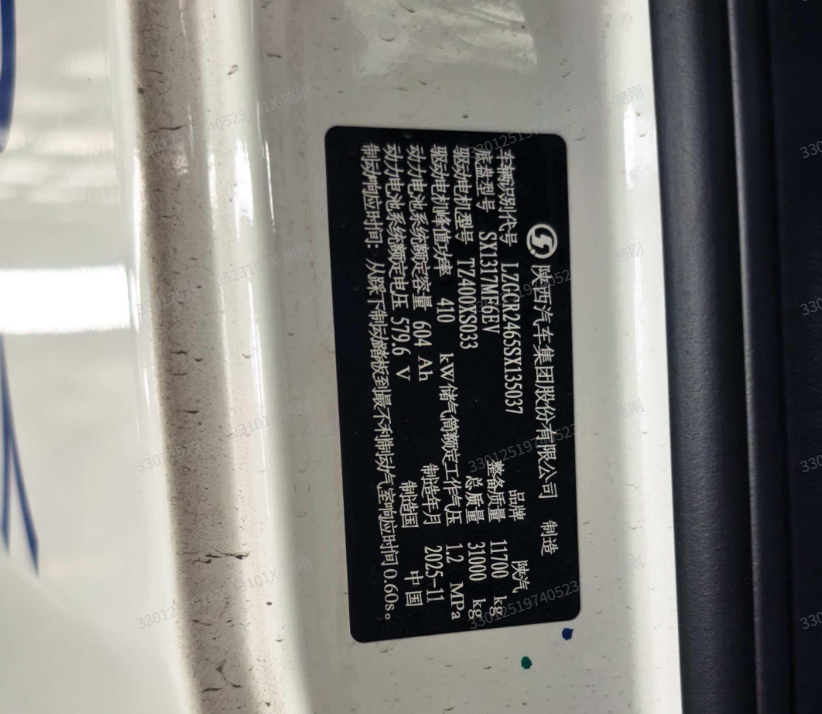 陕西汽车集团股份有限公司 制造
车辆识别代号 LZGCR2465SX135037 品牌 陕汽
底盘型号 SX1317MF6EV 整备质量 11700 kg
驱动电机型号 TZ400XS033 总质量 31000 kg
驱动电机峰值功率 410 kW 储气筒额定工作气压 1.2 MPa
动力电池系统额定容量 604 Ah 制造年月 2025-11
动力电池系统额定电压 579.6 V 制造国 中国
制动响应时间：从踩下制动踏板到最不利制动气室响应时间0.60s。
33012519740523101X-施刚